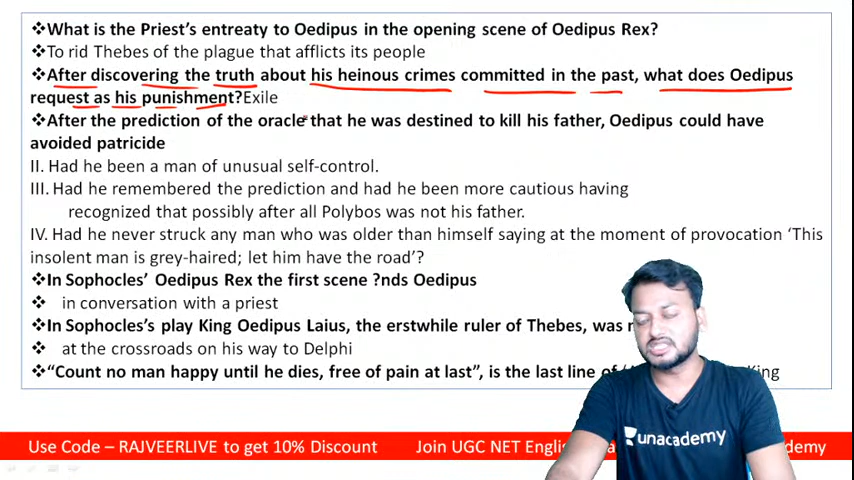 ❖What is the Priest's entreaty to Oedipus in the opening scene of Oedipus Rex?
❖To rid Thebes of the plague that afflicts its people
❖After discovering the truth about his heinous crimes committed in the past, what does Oedipus
request as his punishment?Exile
❖After the prediction of the oracle that he was destined to kill his father, Oedipus could have
avoided patricide
II. Had he been a man of unusual self-control.
III. Had he remembered the prediction and had he been more cautious having
recognized that possibly after all Polybos was not his father.
IV. Had he never struck any man who was older than himself saying at the moment of provocation 'This
insolent man is grey-haired; let him have the road'?
❖In Sophocles' Oedipus Rex the first scene ?nds Oedipus
❖ in conversation with a priest
❖In Sophocles's play King Oedipus Laius, the erstwhile ruler of Thebes, was
❖ at the crossroads on his way to Delphi
❖"Count no man happy until he dies, free of pain at last", is the last line of King
unacademy
Use Code – RAJVEERLIVE to get 10% Discount Join UGC NET